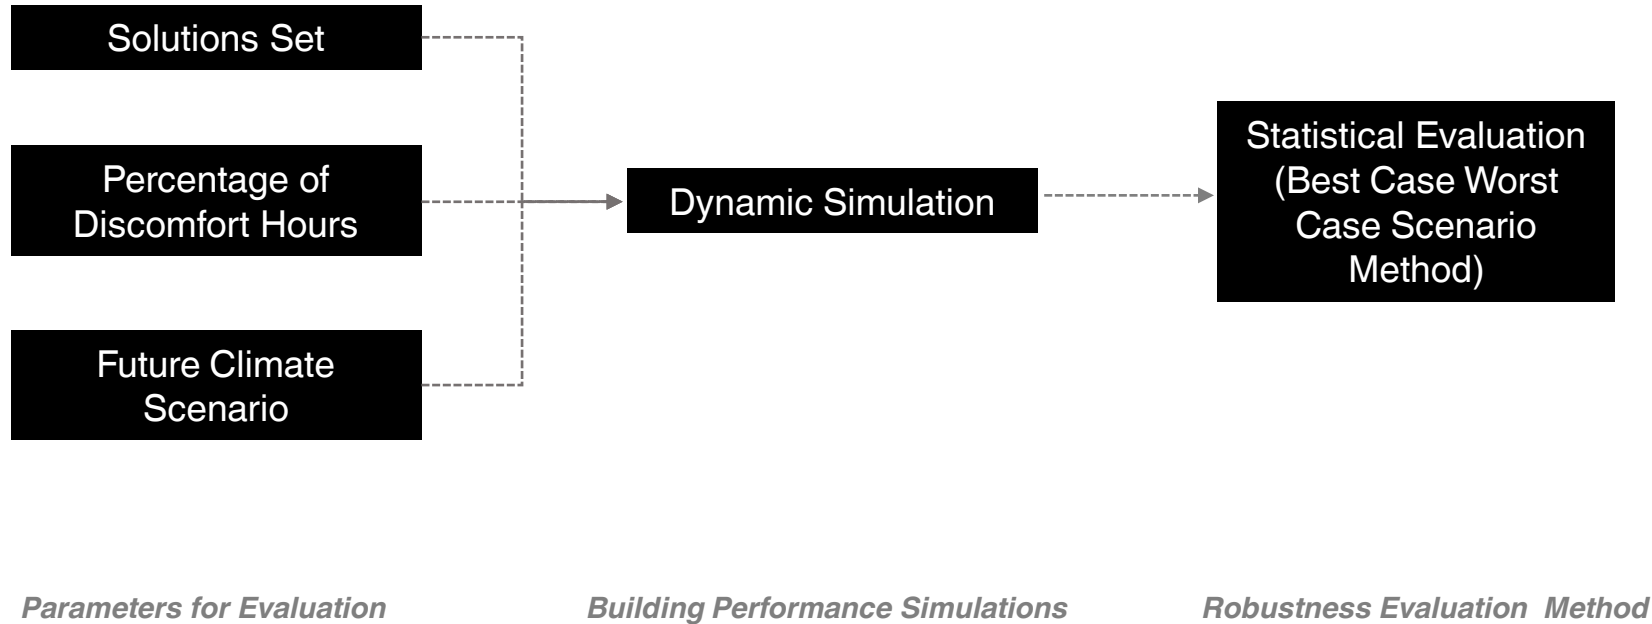 Solutions Set
Percentage of
Discomfort Hours
Future Climate
Scenario
Dynamic Simulation
Statistical Evaluation
(Best Case Worst
Case Scenario
Method)
Parameters for Evaluation
Building Performance Simulations
Robustness Evaluation Method